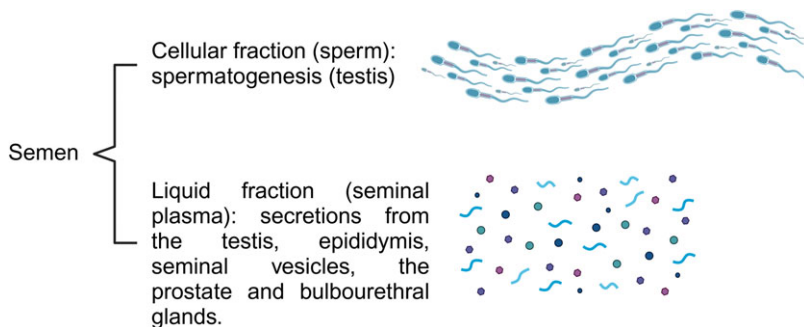 Cellular fraction (sperm):
spermatogenesis (testis)
Semen
Liquid fraction (seminal
plasma): secretions from
the testis, epididymis,
seminal vesicles, the
prostate and bulbourethral
glands.